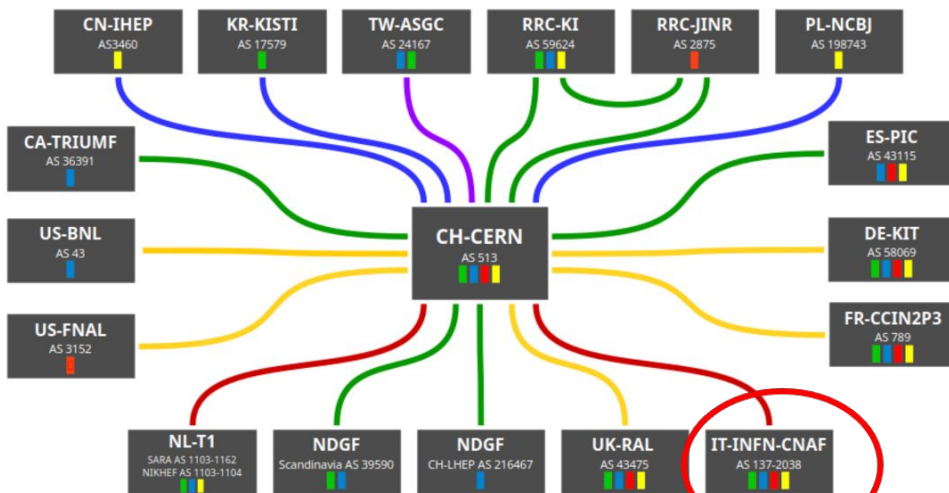 CN-IHEP
AS3460
KR-KISTI
AS 17579
TW-ASGC
AS 24167
RRC-KI
AS 59624
RRC-JINR
AS 2875
PL-NCBJ
AS 198743
CA-TRIUMF
AS 36391
ES-PIC
AS 43115
US-BNL
AS 43
CH-CERN
AS 513
DE-KIT
AS 58069
US-FNAL
AS 3152
FR-CCIN2P3
AS 789
NL-T1
SARA AS 1103-1162
NIKHEF AS 1103-1104
NDGF
Scandinavia AS 39590
NDGF
CH-LHEP AS 216467
UK-RAL
AS 43475
IT-INFN-CNAF
AS 137-2038